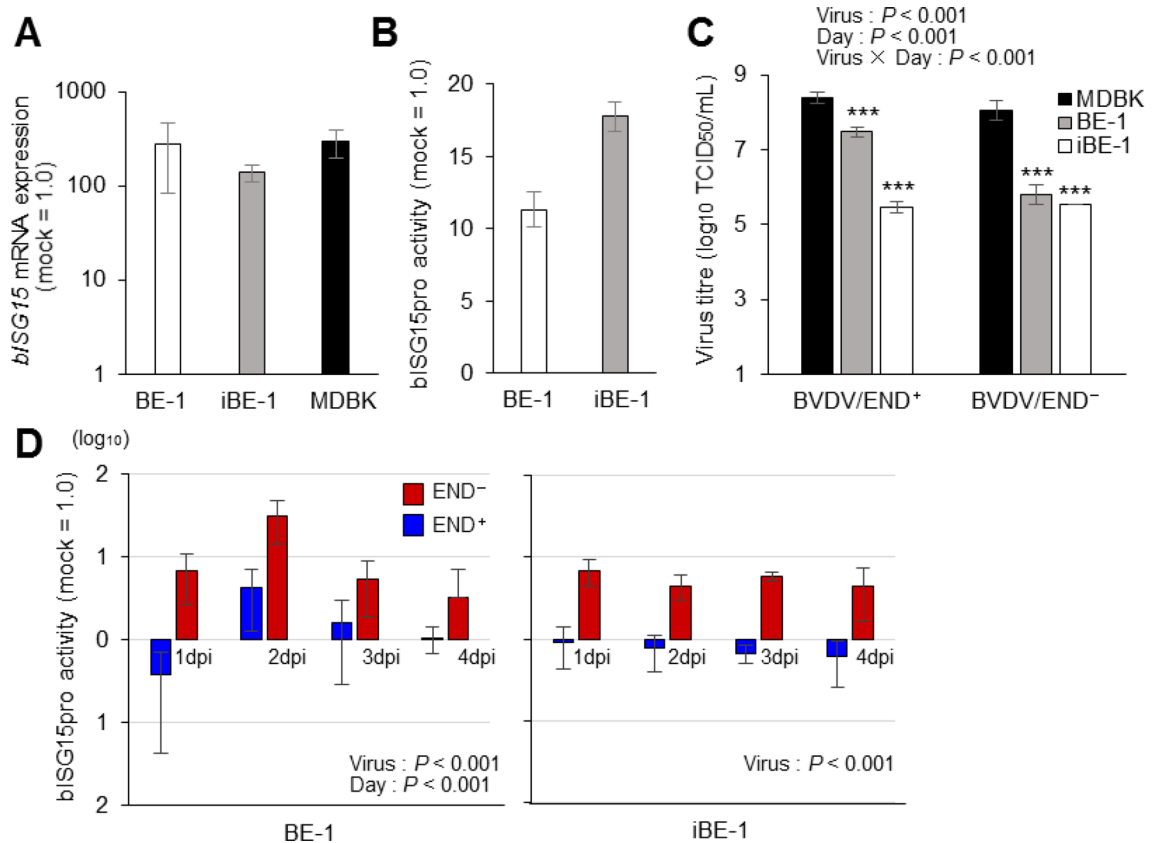 A
bISG15 mRNA expression
(mock = 1.0)
1000
100
10
1
BE-1 iBE-1 MDBK
B
bISG15pro activity (mock = 1.0)
20
15
10
5
0
BE-1 iBE-1
C
Virus : P < 0.001
Day : P < 0.001
Virus × Day : P < 0.001
Virus titre (log10 TCID50/mL)
9
7
5
3
1
MDBK
BE-1
iBE-1
*** *** *** ***
BVDV/END+ BVDV/END−
D
(log10)
bISG15pro activity (mock = 1.0)
2
1
0
1
2
END−
END+
1dpi 2dpi 3dpi 4dpi
Virus : P < 0.001
Day : P < 0.001
BE-1
1dpi 2dpi 3dpi 4dpi
Virus : P < 0.001
iBE-1